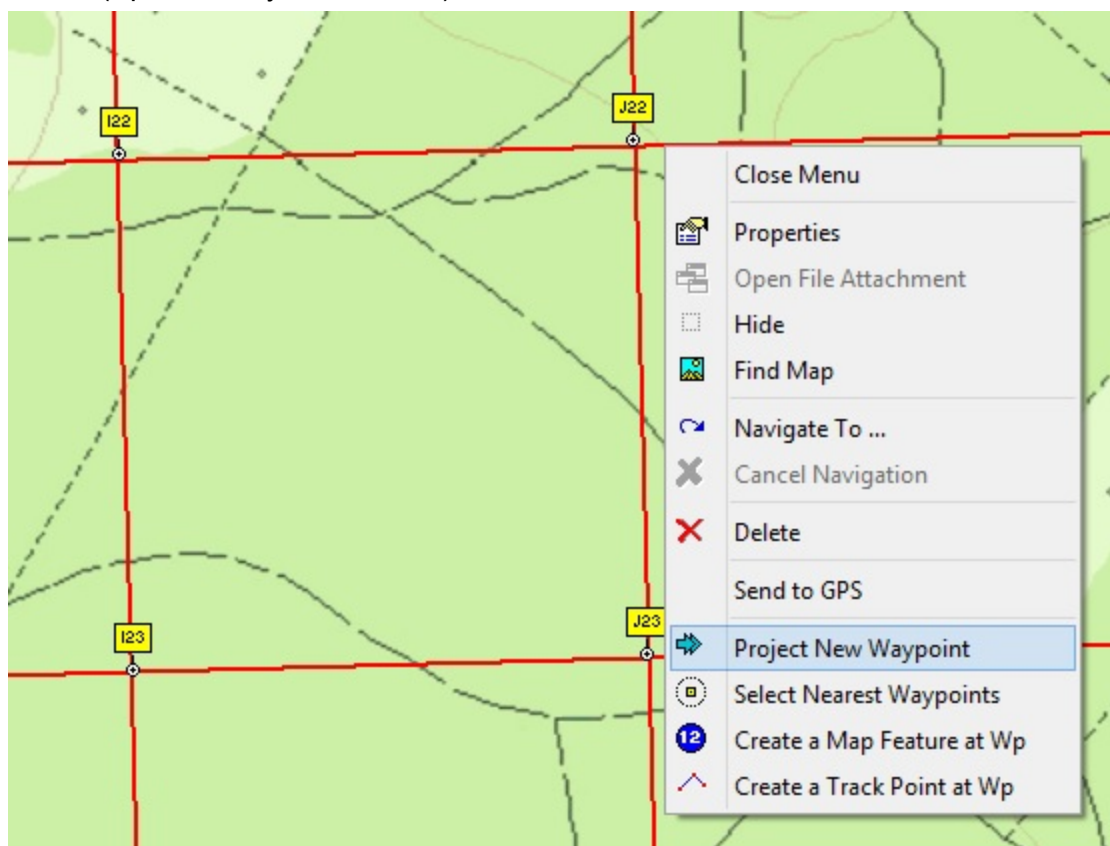 I22
J22
Close Menu
Properties
Open File Attachment
Hide
Find Map
Navigate To ...
Cancel Navigation
Delete
Send to GPS
I23
J23
Project New Waypoint
Select Nearest Waypoints
12
Create a Map Feature at Wp
Create a Track Point at Wp